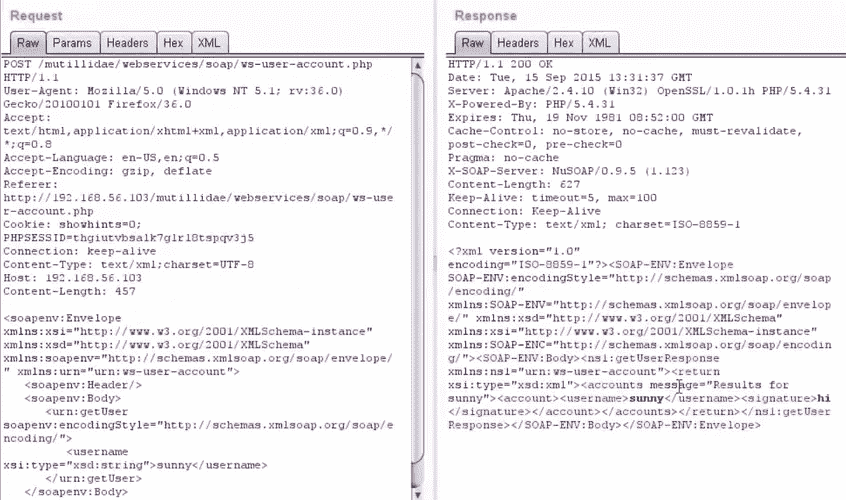 Request
Raw Params Headers Hex XML
POST /mutillidae/webservices/soap/ws-user-account.php
HTTP/1.1
User-Agent: Mozilla/5.0 (Windows NT 5.1; rv:36.0)
Gecko/20100101 Firefox/36.0
Accept:
text/html,application/xhtml+xml,application/xml;q=0.9,*/
*;q=0.8
Accept-Language: en-US,en;q=0.5
Accept-Encoding: gzip, deflate
Referer:
http://192.168.56.103/mutillidae/webservices/soap/ws-use
r-account.php
Cookie: showhints=0;
PHPSESSID=thgiutvbsalk7g1rl8tspqv3j5
Connection: keep-alive
Content-Type: text/xml;charset=UTF-8
Host: 192.168.56.103
Content-Length: 457
<soapenv:Envelope
xmlns:xsi="http://www.w3.org/2001/XMLSchema-instance"
xmlns:xsd="http://www.w3.org/2001/XMLSchema"
xmlns:soapenv="http://schemas.xmlsoap.org/soap/envelope/
" xmlns:urn="urn:ws-user-account">
<soapenv:Header/>
<soapenv:Body>
<urn:getUser
soapenv:encodingStyle="http://schemas.xmlsoap.org/soap/e
ncoding/">
<username
xsi:type="xsd:string">sunny</username>
</urn:getUser>
</soapenv:Body>
Response
Raw Headers Hex XML
HTTP/1.1 200 OK
Date: Tue, 15 Sep 2015 13:31:37 GMT
Server: Apache/2.4.10 (Win32) OpenSSL/1.0.1h PHP/5.4.31
X-Powered-By: PHP/5.4.31
Expires: Thu, 19 Nov 1981 08:52:00 GMT
Cache-Control: no-store, no-cache, must-revalidate,
post-check=0, pre-check=0
Pragma: no-cache
X-SOAP-Server: NuSOAP/0.9.5 (1.123)
Content-Length: 627
Keep-Alive: timeout=5, max=100
Connection: Keep-Alive
Content-Type: text/xml; charset=ISO-8859-1
<?xml version="1.0"
encoding="ISO-8859-1"?><SOAP-ENV:Envelope
SOAP-ENV:encodingStyle="http://schemas.xmlsoap.org/soap
/encoding/"
xmlns:SOAP-ENV="http://schemas.xmlsoap.org/soap/envelop
e/" xmlns:xsd="http://www.w3.org/2001/XMLSchema"
xmlns:xsi="http://www.w3.org/2001/XMLSchema-instance"
xmlns:SOAP-ENC="http://schemas.xmlsoap.org/soap/encodin
g/"><SOAP-ENV:Body><ns1:getUserResponse
xmlns:ns1="urn:ws-user-account"><return
xsi:type="xsd:xml"><accounts message="Results for
sunny"><account><username>sunny</username><signature>hi
</signature></account></accounts></return></ns1:getUser
Response></SOAP-ENV:Body></SOAP-ENV:Envelope>